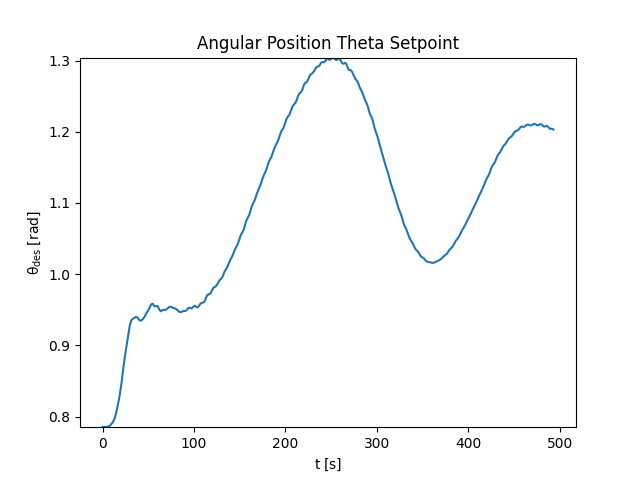 Angular Position Theta Setpoint
1.3
1.2
1.1
1.0
0.9
0.8
θdes [rad]
0 100 200 300 400 500
t [s]